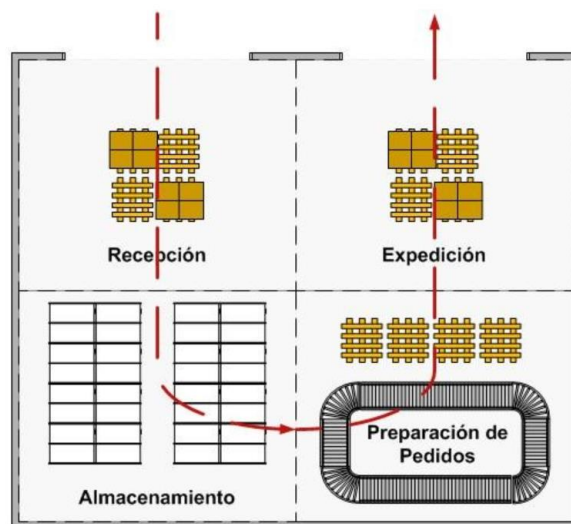 Recepción
Expedición
Almacenamiento
Preparación de
Pedidos